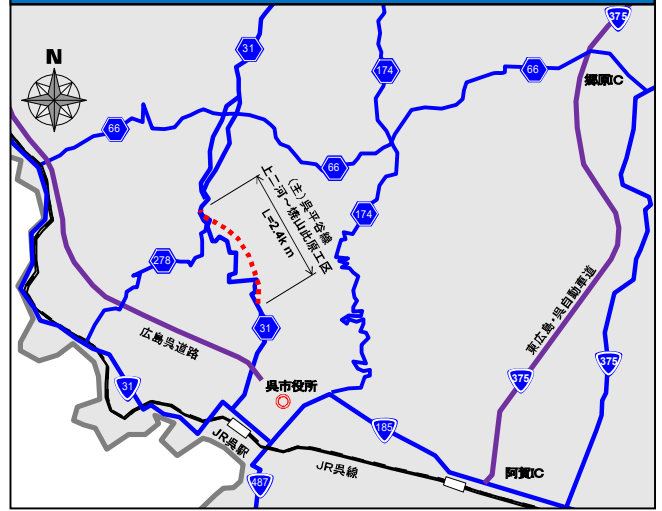 375
N
31
174
66
郷原IC
66
66
(主)呉平谷線
上二河～焼山此原工区
L=2.4km
174
278
東広島・呉自動車道
31
広島呉道路
375
375
31
呉市役所
185
JR呉駅
JR呉線
阿賀IC
487